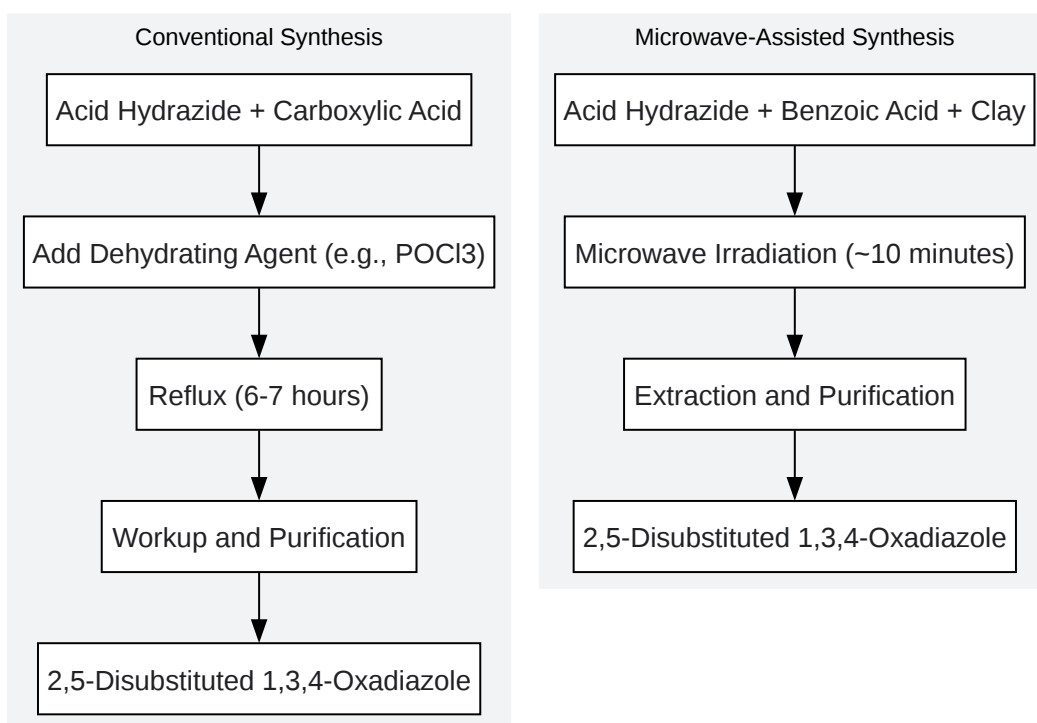 Conventional Synthesis
Acid Hydrazide + Carboxylic Acid
Add Dehydrating Agent (e.g., POCl3)
Reflux (6-7 hours)
Workup and Purification
2,5-Disubstituted 1,3,4-Oxadiazole
Microwave-Assisted Synthesis
Acid Hydrazide + Benzoic Acid + Clay
Microwave Irradiation (~10 minutes)
Extraction and Purification
2,5-Disubstituted 1,3,4-Oxadiazole